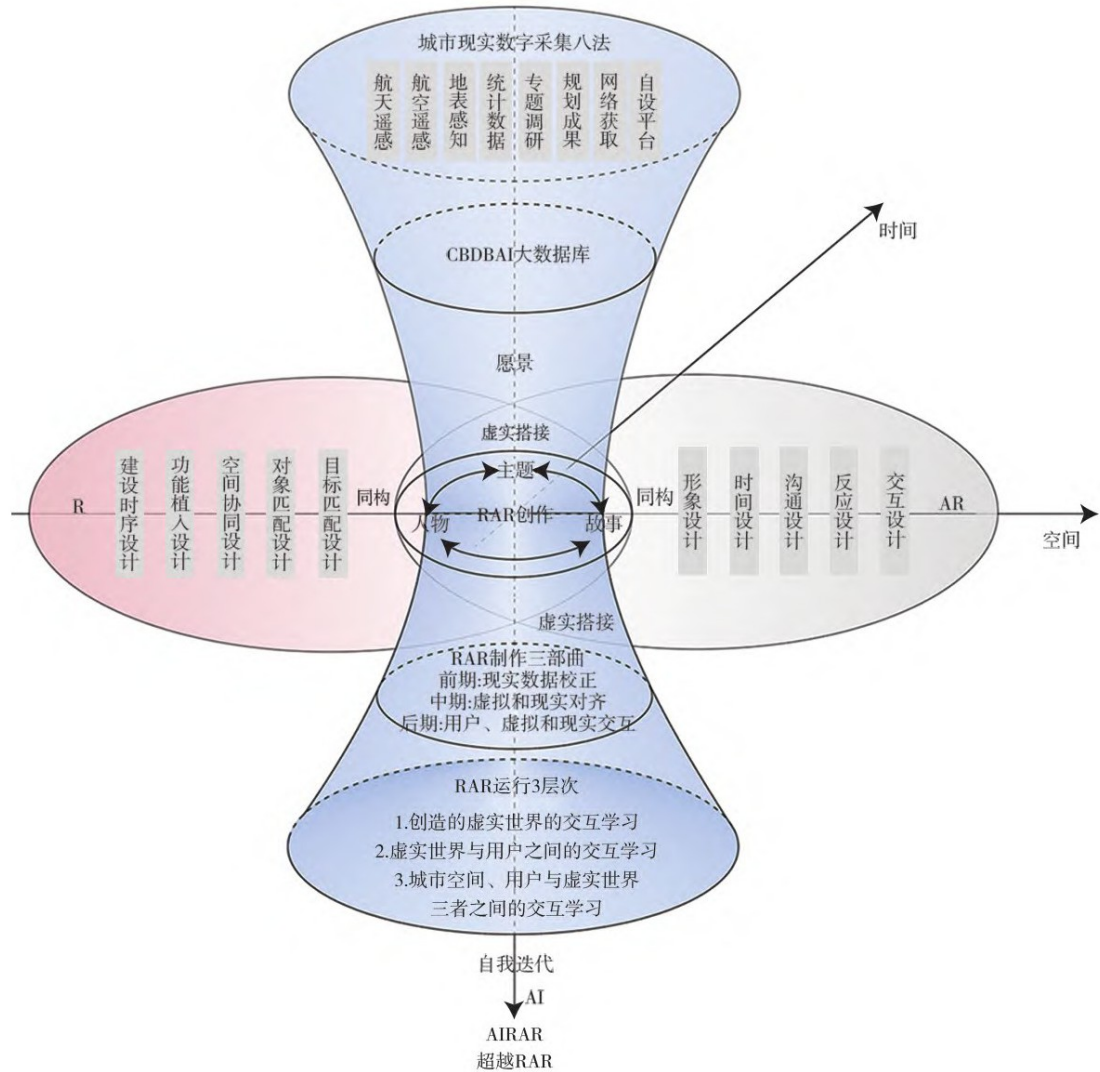 城市现实数字采集八法
航天遥感
航空遥感
地表感知
统计数据
专题调研
规划成果
网络获取
自设平台
时间
CBDBAI大数据库
愿景
虚实搭接
主题
R
建设时序设计
功能植入设计
空间协同设计
对象匹配设计
目标匹配设计
同构
人物
RAR创作
故事
同构
形象设计
时间设计
沟通设计
反应设计
交互设计
AR
空间
虚实搭接
RAR制作三部曲
前期:现实数据校正
中期:虚拟和现实对齐
后期:用户、虚拟和现实交互
RAR运行3层次
1.创造的虚实世界的交互学习
2.虚实世界与用户之间的交互学习
3.城市空间、用户与虚实世界
三者之间的交互学习
自我迭代
AI
AIRAR
超越RAR